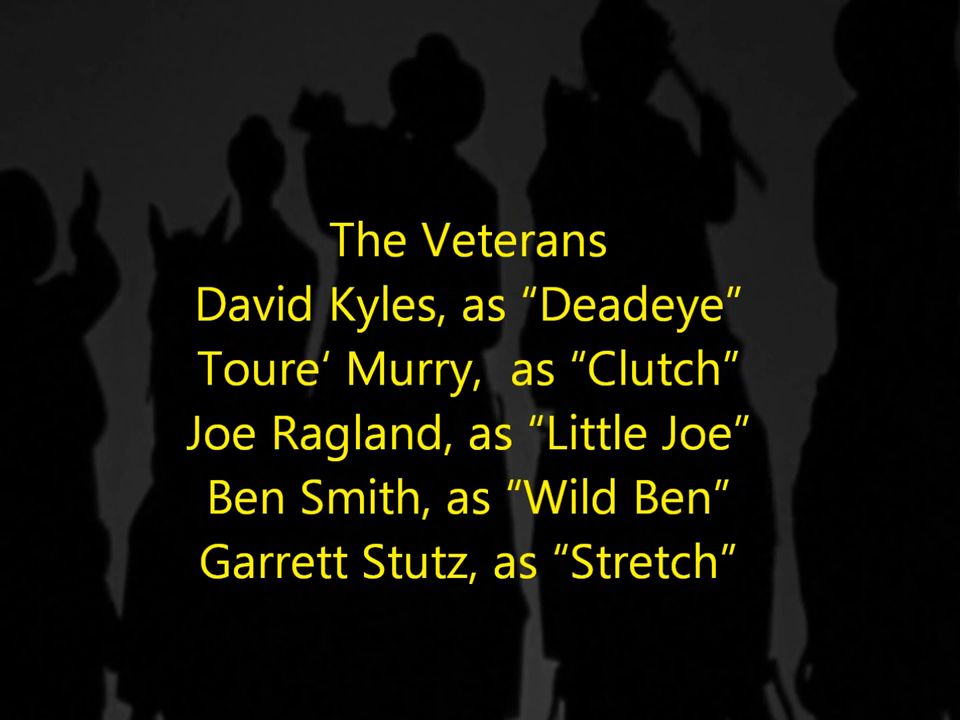 The Veterans
David Kyles, as “Deadeye”
Toure‘ Murry,  as “Clutch”
Joe Ragland, as “Little Joe”
Ben Smith, as “Wild Ben”
Garrett Stutz, as “Stretch”